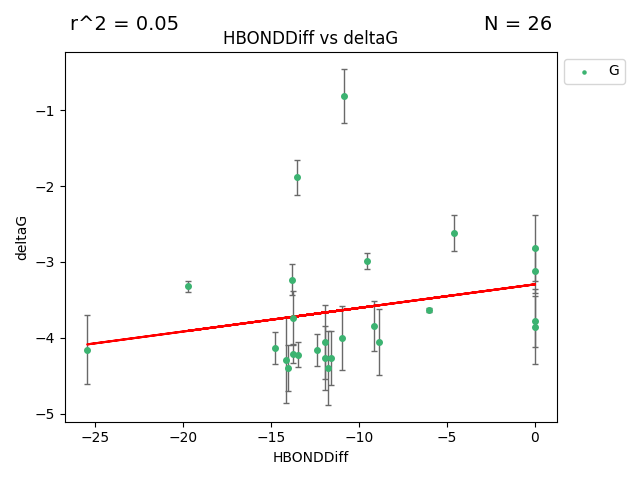 r^2 = 0.05
N = 26
HBONDDiff vs deltaG
G
−1
−2
−3
−4
−5
deltaG
−25
−20
−15
−10
−5
0
HBONDDiff